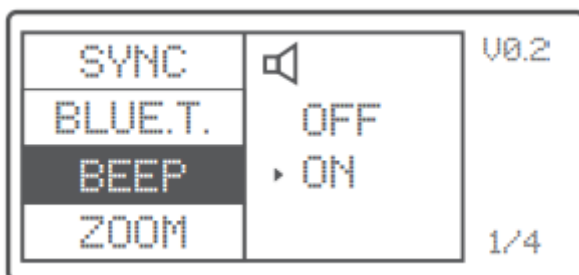 SYNC
BLUE.T.
BEEP
ZOOM
OFF
ON
V0.2
1/4